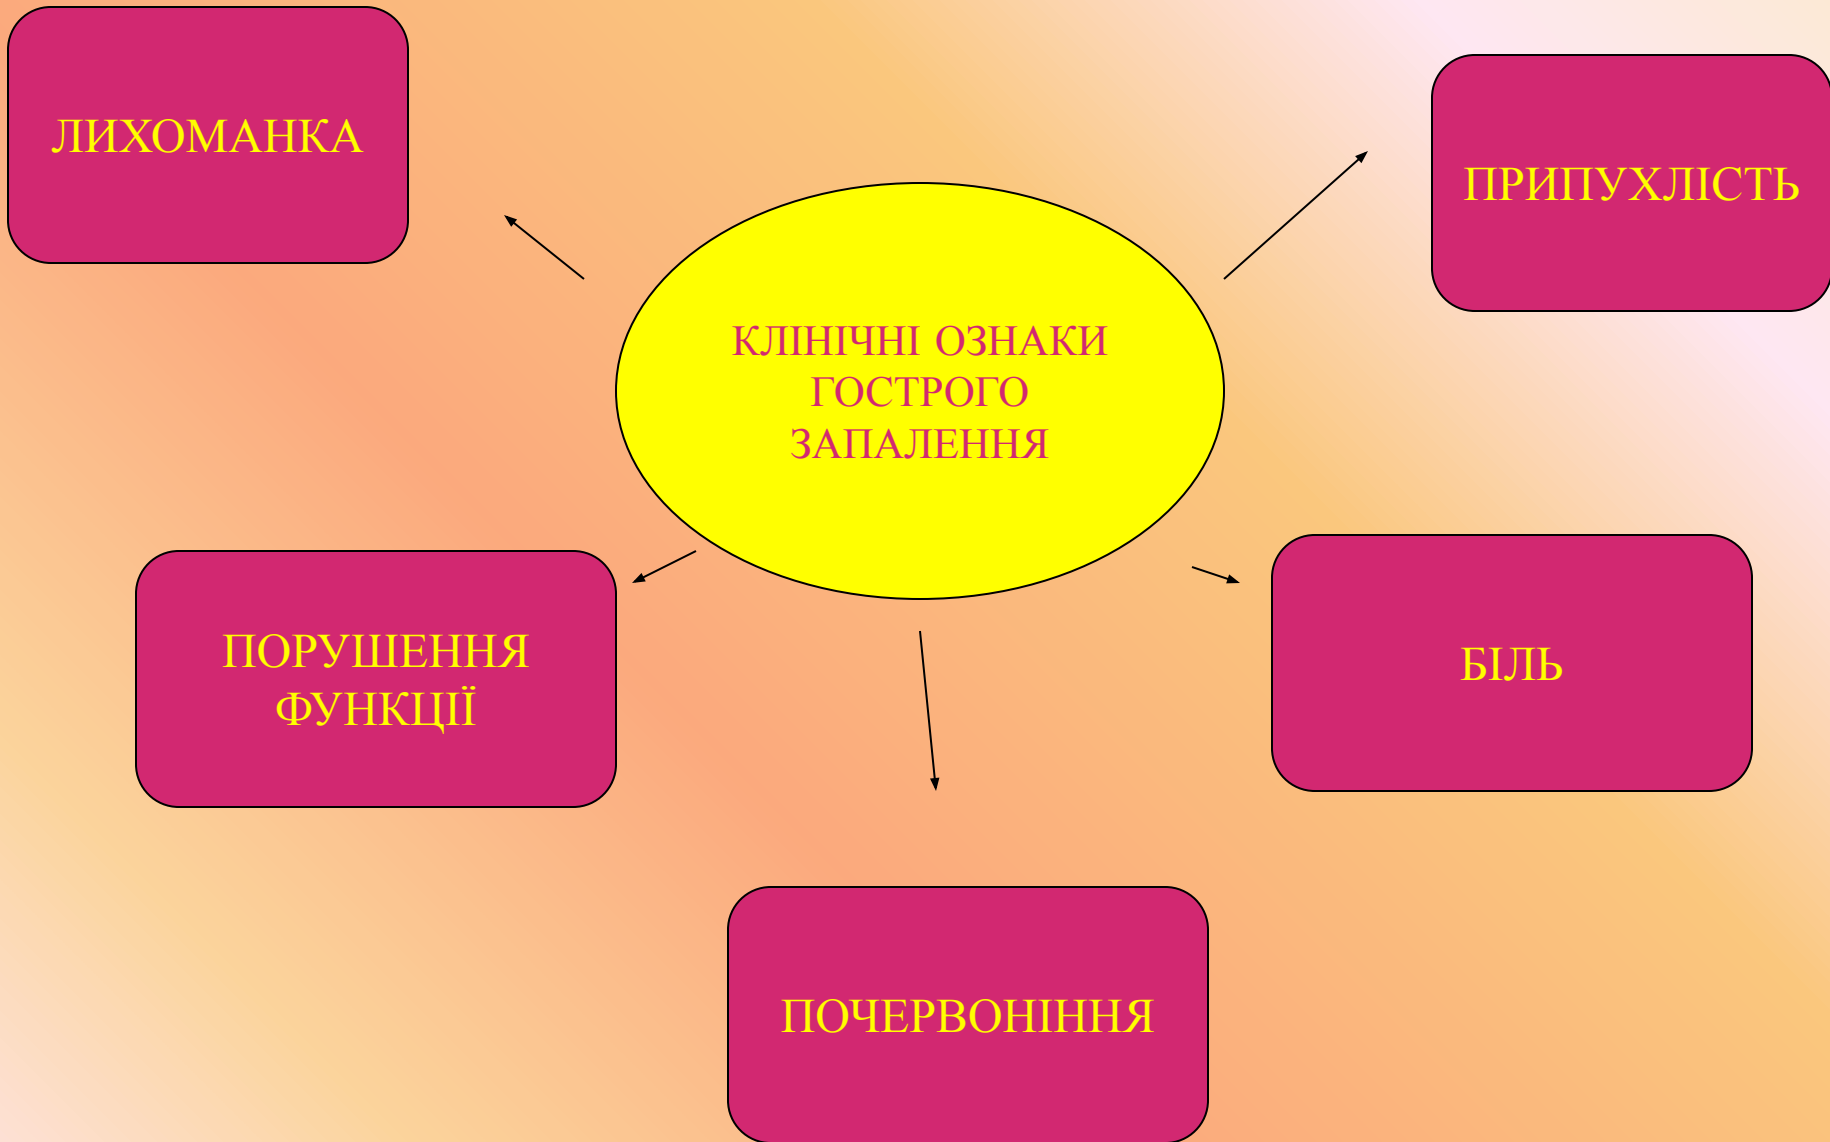 ЛИХОМАНКА
ПРИПУХЛІСТЬ
КЛІНІЧНІ ОЗНАКИ
ГОСТРОГО
ЗАПАЛЕННЯ
ПОРУШЕННЯ
ФУНКЦІЇ
БІЛЬ
ПОЧЕРВОНІННЯ